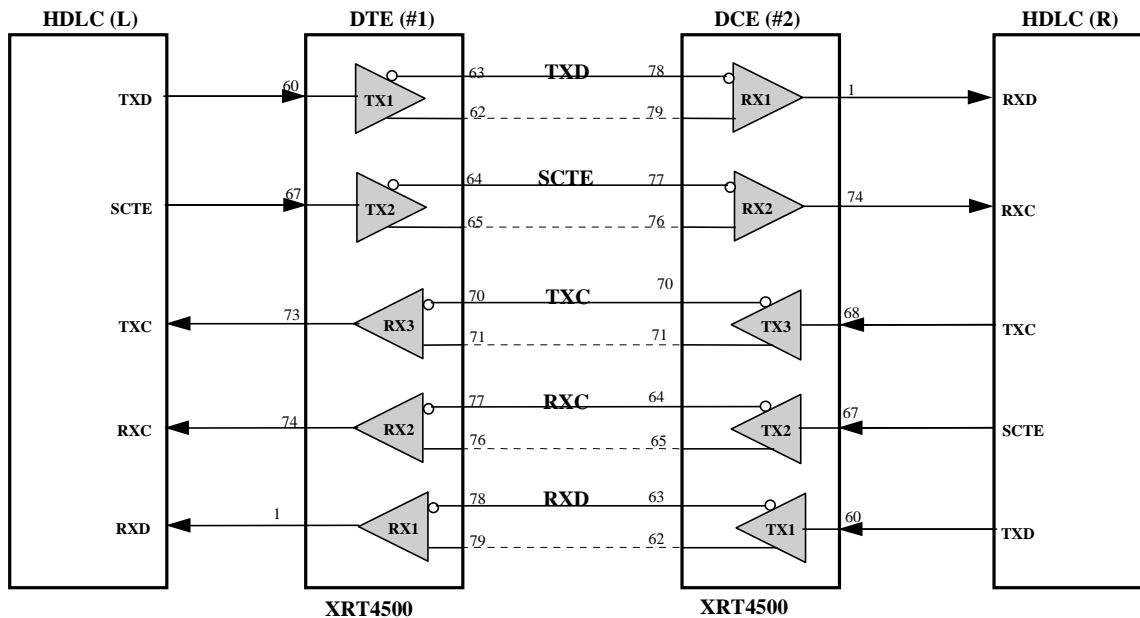 HDLC (L) DTE (#1) DCE (#2) HDLC (R)
63 TXD 78
TXD 60 TX1 RX1 1 RXD
62 79
64 SCTE 77
SCTE 67 TX2 RX2 74 RXC
65 76
70 TXC 70
TXC 73 RX3 TX3 68 TXC
71 71
77 RXC 64
RXC 74 RX2 TX2 67 SCTE
76 65
78 RXD 63
RXD 1 RX1 TX1 60 TXD
79 62
XRT4500 XRT4500